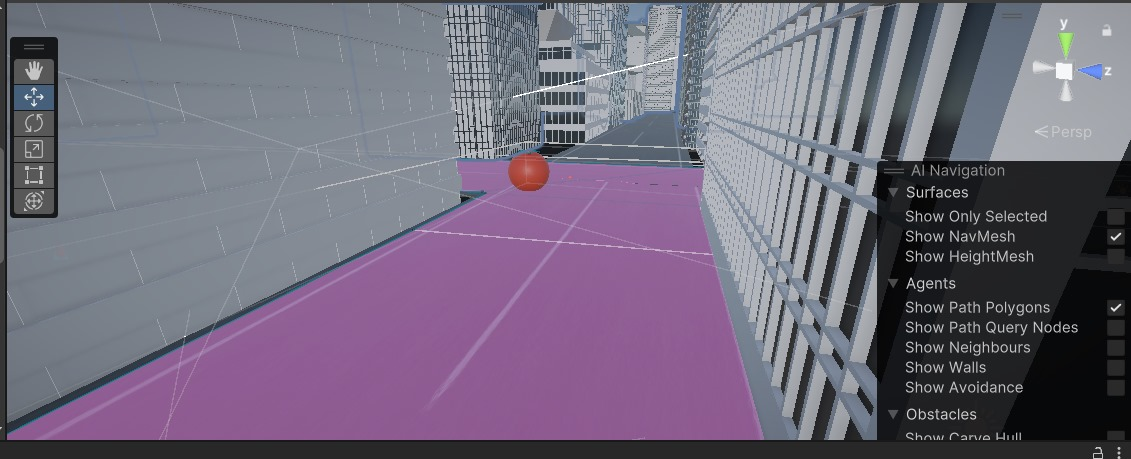 y
z
Persp
AI Navigation
Surfaces
Show Only Selected
Show NavMesh
Show HeightMesh
Agents
Show Path Polygons
Show Path Query Nodes
Show Neighbours
Show Walls
Show Avoidance
Obstacles
Show Carve Hull